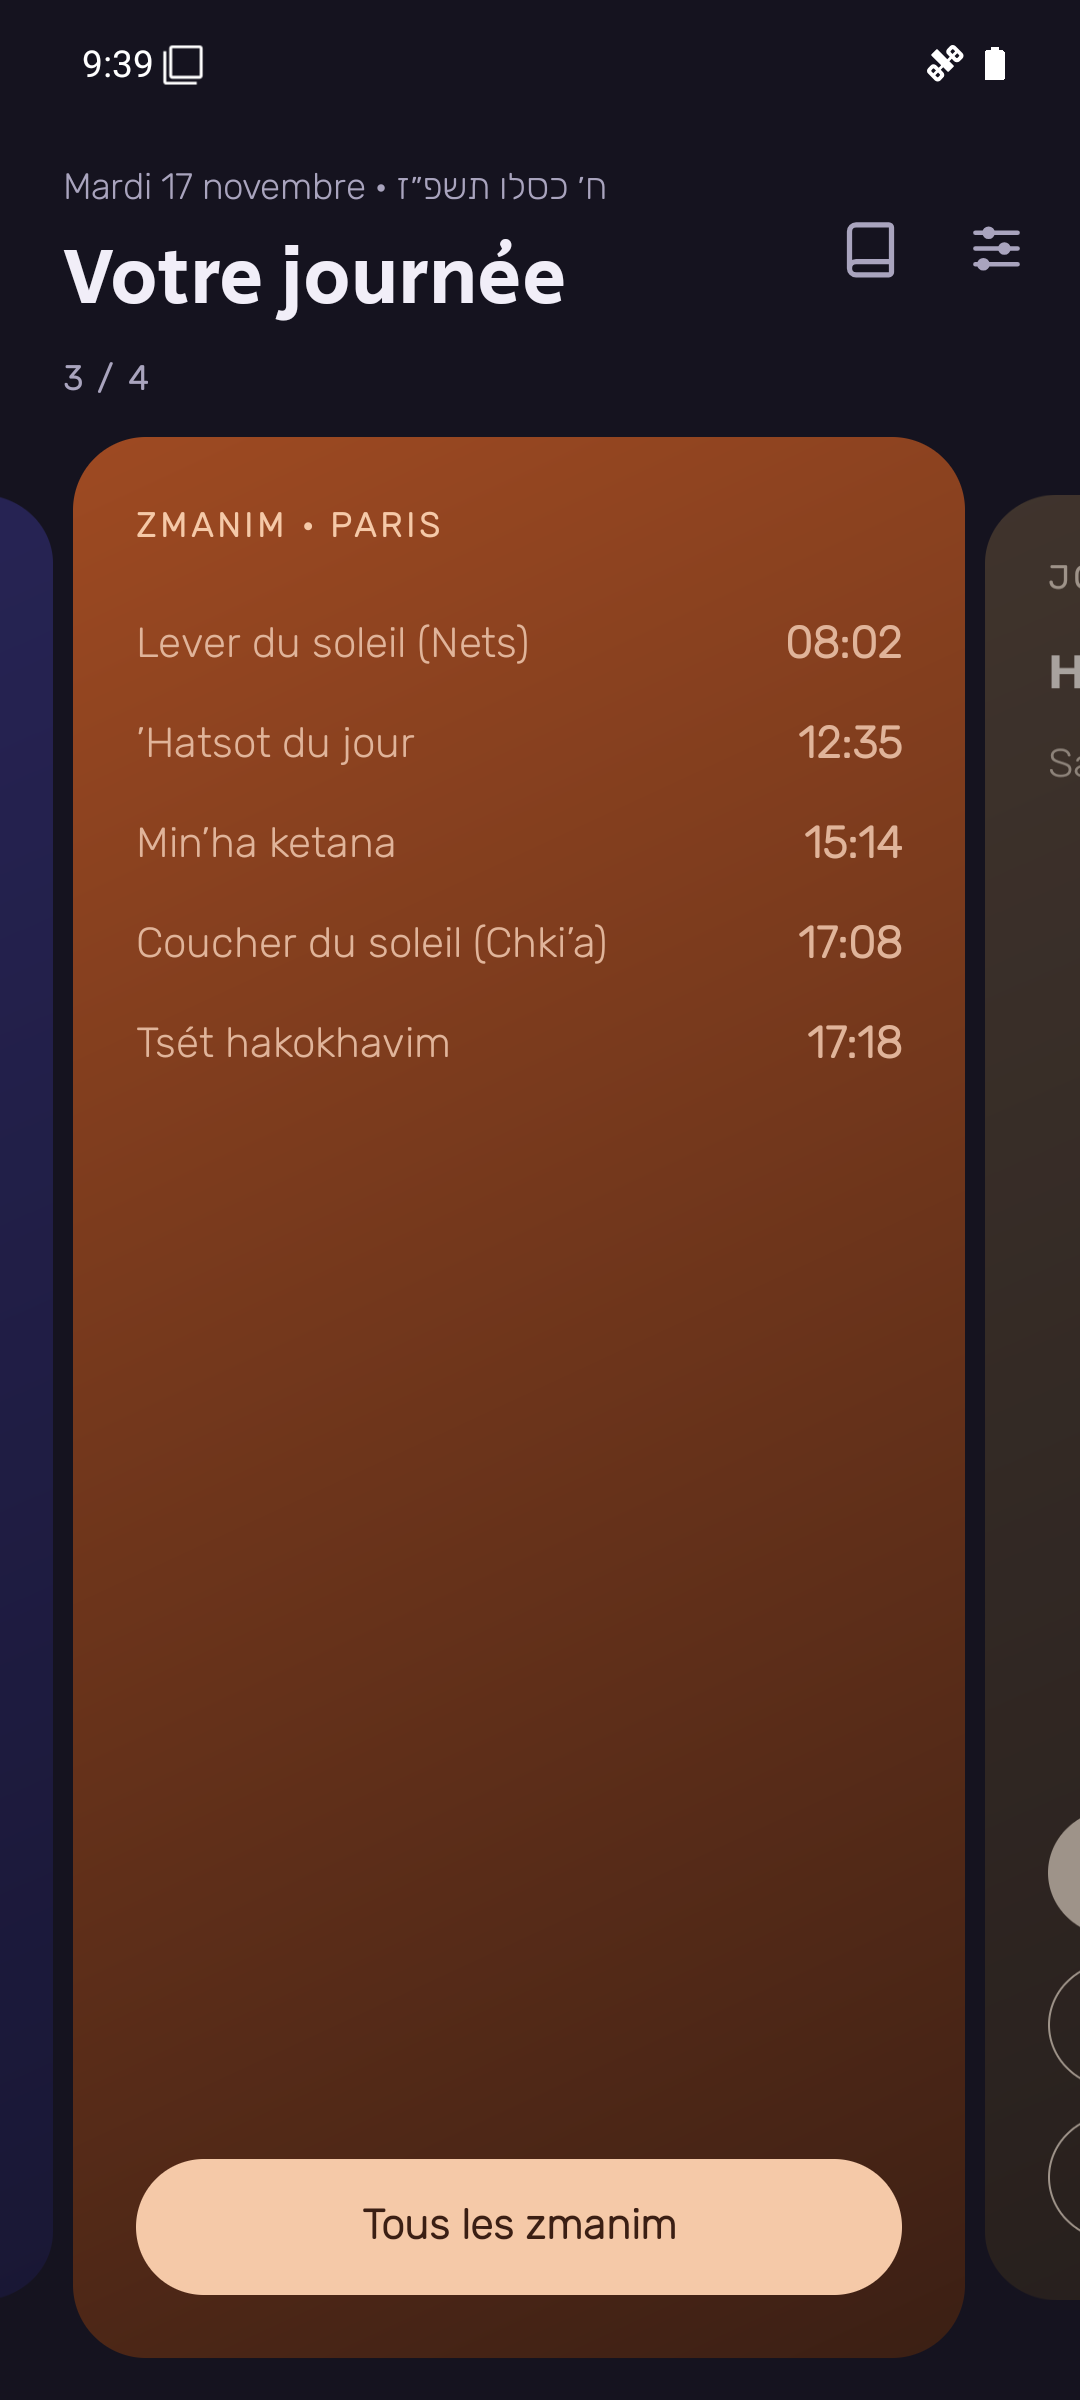 9:39
Mardi 17 novembre • ח׳ כסלו תשפ״ז
Votre journée
3 / 4
ZMANIM • PARIS
Lever du soleil (Nets) 08:02
’Hatsot du jour 12:35
Min’ha ketana 15:14
Coucher du soleil (Chki’a) 17:08
Tsét hakokhavim 17:18
Tous les zmanim